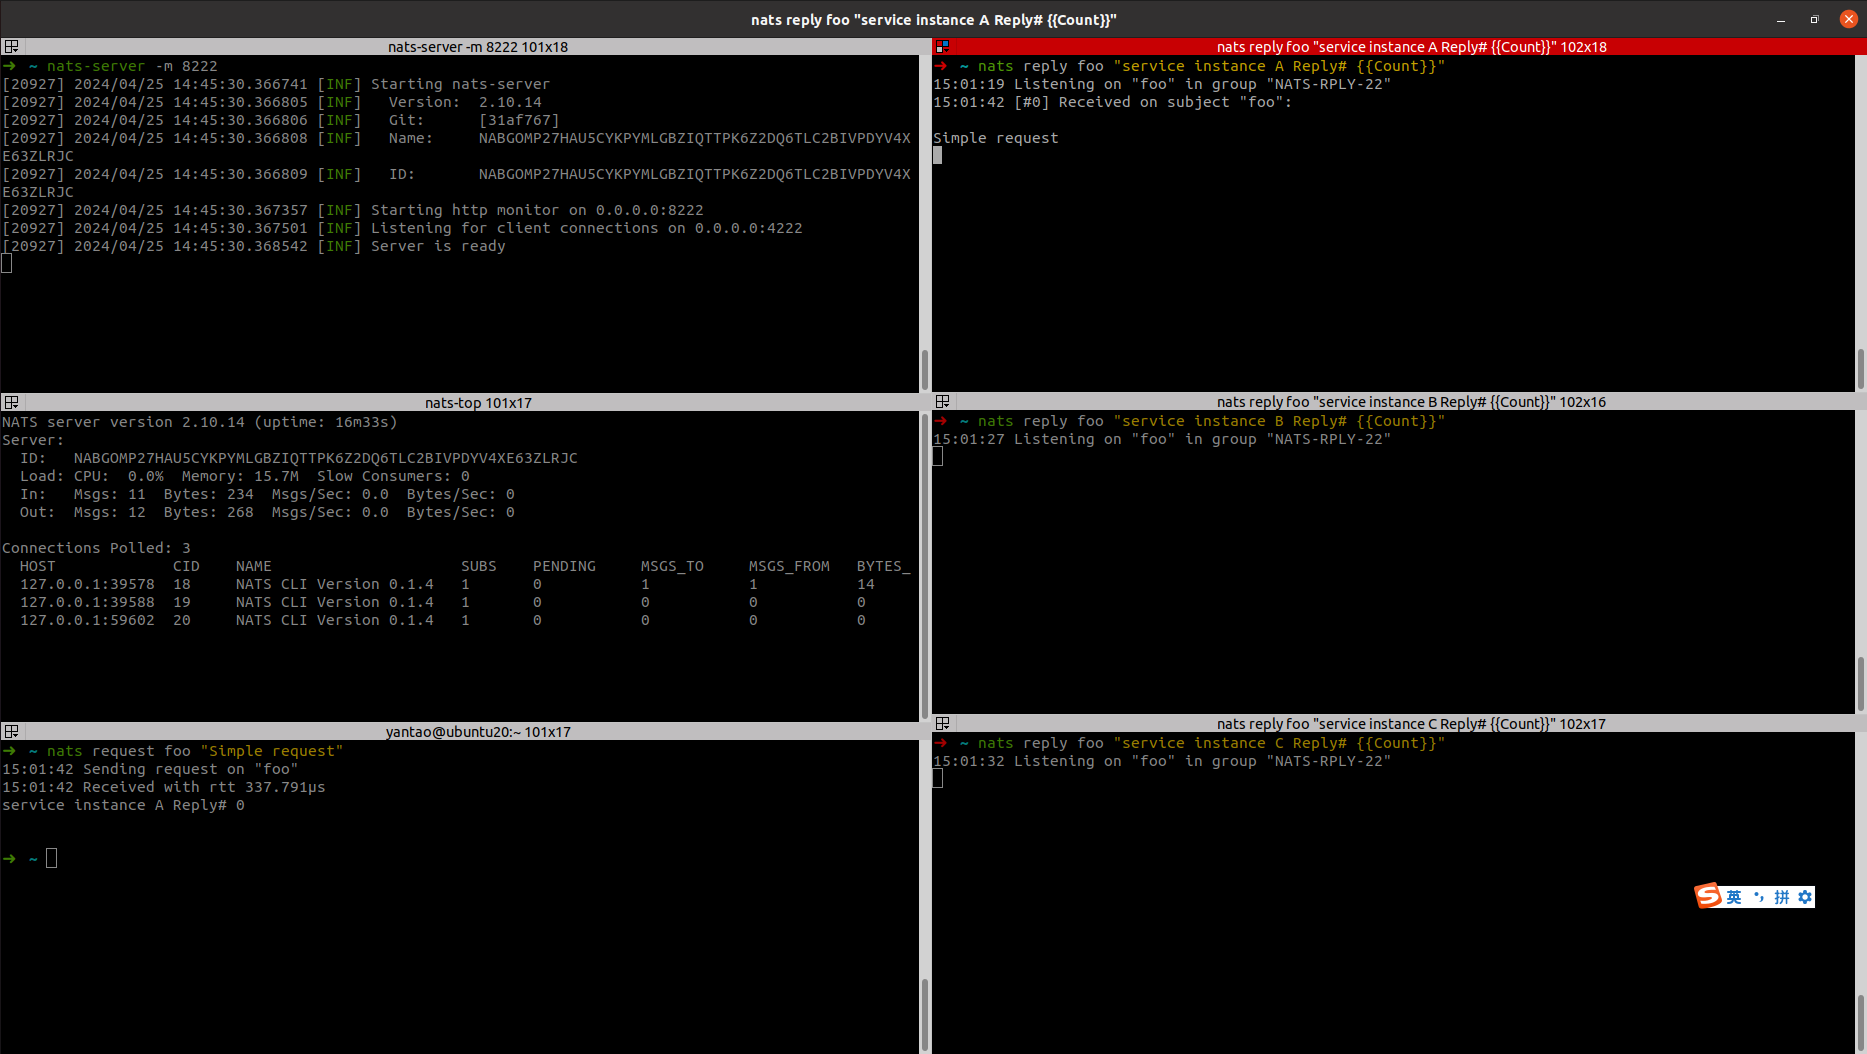 nats reply foo "service instance A Reply# {{Count}}"
nats-server -m 8222 101x18
➜  ~ nats-server -m 8222
[20927] 2024/04/25 14:45:30.366741 [INF] Starting nats-server
[20927] 2024/04/25 14:45:30.366805 [INF]   Version:  2.10.14
[20927] 2024/04/25 14:45:30.366806 [INF]   Git:      [31af767]
[20927] 2024/04/25 14:45:30.366808 [INF]   Name:     NABGOMP27HAU5CYKPYMLGBZIQTTPK6Z2DQ6TLC2BIVPDYV4X
E63ZLRJC
[20927] 2024/04/25 14:45:30.366809 [INF]   ID:       NABGOMP27HAU5CYKPYMLGBZIQTTPK6Z2DQ6TLC2BIVPDYV4X
E63ZLRJC
[20927] 2024/04/25 14:45:30.367357 [INF] Starting http monitor on 0.0.0.0:8222
[20927] 2024/04/25 14:45:30.367501 [INF] Listening for client connections on 0.0.0.0:4222
[20927] 2024/04/25 14:45:30.368542 [INF] Server is ready
nats-top 101x17
NATS server version 2.10.14 (uptime: 16m33s)
Server:
  ID:   NABGOMP27HAU5CYKPYMLGBZIQTTPK6Z2DQ6TLC2BIVPDYV4XE63ZLRJC
  Load: CPU:  0.0%  Memory: 15.7M  Slow Consumers: 0
  In:   Msgs: 11  Bytes: 234  Msgs/Sec: 0.0  Bytes/Sec: 0
  Out:  Msgs: 12  Bytes: 268  Msgs/Sec: 0.0  Bytes/Sec: 0
Connections Polled: 3
  HOST             CID    NAME                     SUBS    PENDING     MSGS_TO     MSGS_FROM   BYTES_
  127.0.0.1:39578  18     NATS CLI Version 0.1.4   1       0           1           1           14
  127.0.0.1:39588  19     NATS CLI Version 0.1.4   1       0           0           0           0
  127.0.0.1:59602  20     NATS CLI Version 0.1.4   1       0           0           0           0
yantao@ubuntu20:~ 101x17
➜  ~ nats request foo "Simple request"
15:01:42 Sending request on "foo"
15:01:42 Received with rtt 337.791µs
service instance A Reply# 0
➜  ~
nats reply foo "service instance A Reply# {{Count}}" 102x18
➜  ~ nats reply foo "service instance A Reply# {{Count}}"
15:01:19 Listening on "foo" in group "NATS-RPLY-22"
15:01:42 [#0] Received on subject "foo":
Simple request
nats reply foo "service instance B Reply# {{Count}}" 102x16
➜  ~ nats reply foo "service instance B Reply# {{Count}}"
15:01:27 Listening on "foo" in group "NATS-RPLY-22"
nats reply foo "service instance C Reply# {{Count}}" 102x17
➜  ~ nats reply foo "service instance C Reply# {{Count}}"
15:01:32 Listening on "foo" in group "NATS-RPLY-22"
S 英 •, 拼